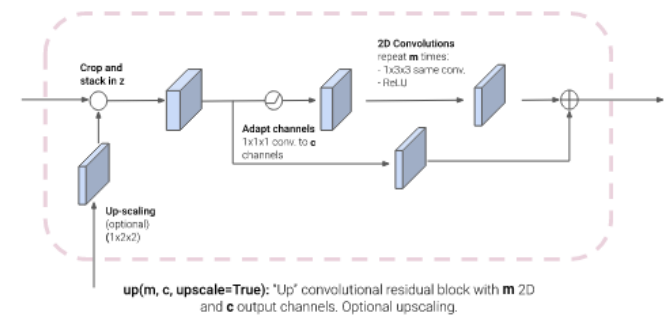 2D Convolutions
repeat m times:
- 1x3x3 same conv.
- ReLU
Crop and
stack in z
Adapt channels
1x1x1 conv. to c
channels
Up-scaling
(optional)
(1x2x2)
up(m, c, upscale=True): "Up" convolutional residual block with m 2D
and c output channels. Optional upscaling.